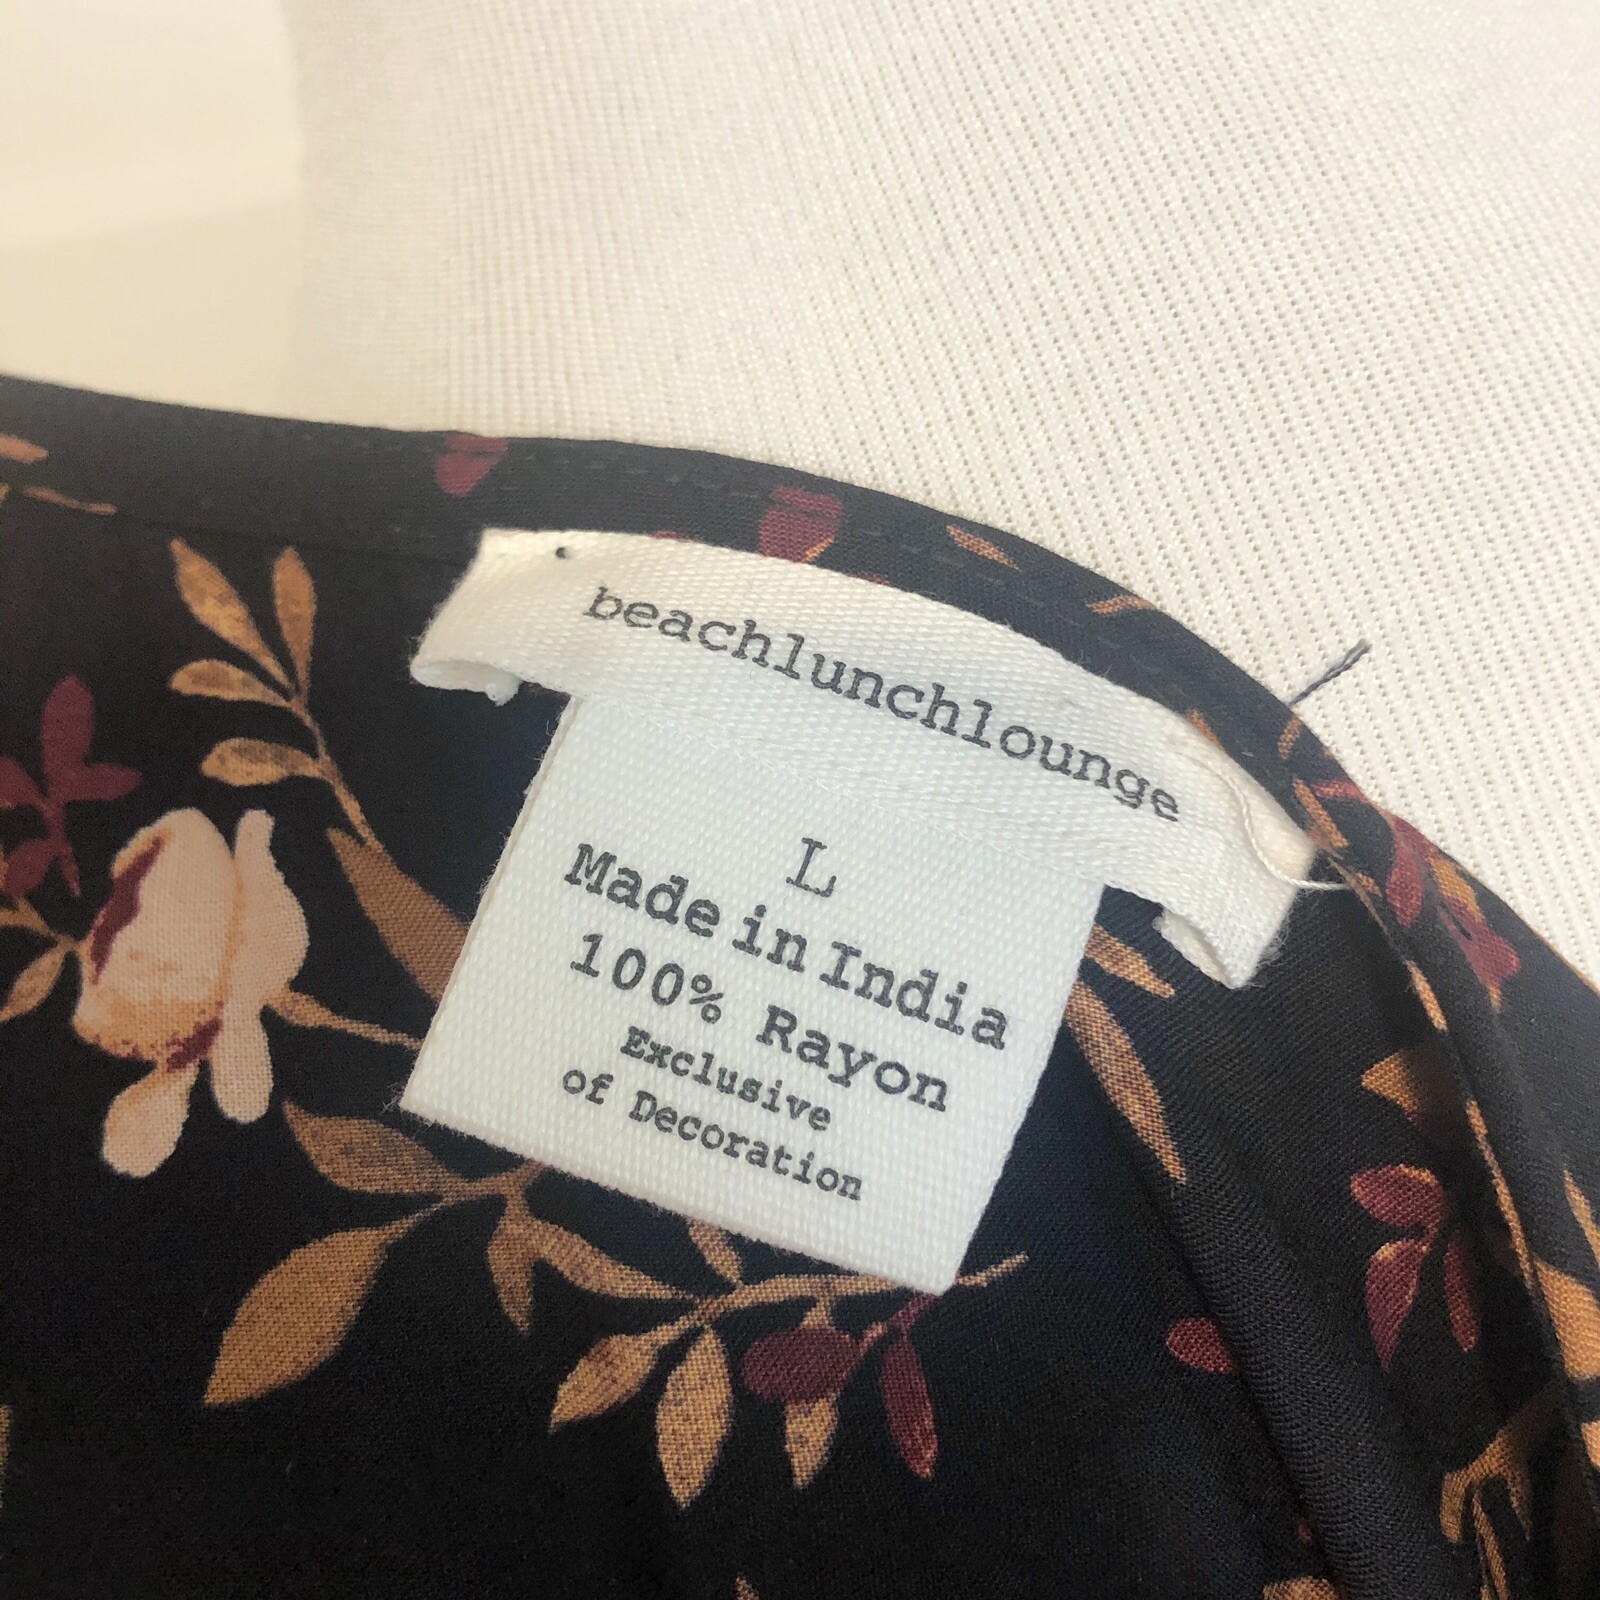 beachlunchlounge
L
Made in India
100% Rayon
Exclusive
of Decoration